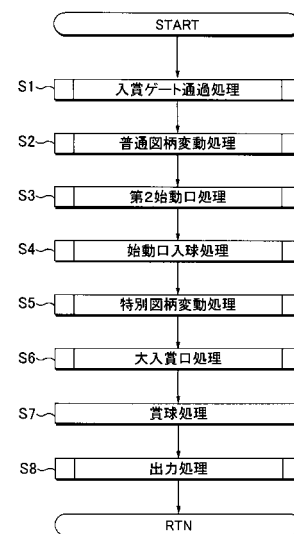 START
S1 入賞ゲート通過処理
S2 普通図柄変動処理
S3 第2始動口処理
S4 始動口入球処理
S5 特別図柄変動処理
S6 大入賞口処理
S7 賞球処理
S8 出力処理
RTN